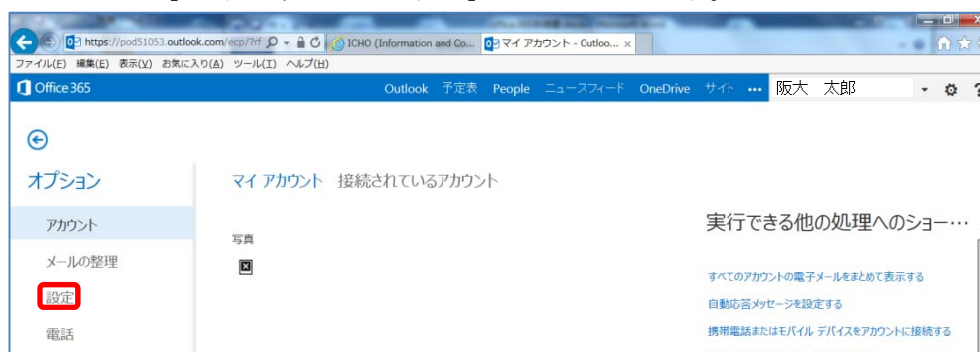 https://pod51053.outlook.com/ecp/?rf
ICHO (Information and Co...
マイ アカウント - Outloo... ×
ファイル(F) 編集(E) 表示(V) お気に入り(A) ツール(T) ヘルプ(H)
Office 365 Outlook 予定表 People ニュースフィード OneDrive サイト ••• 阪大 太郎 ?
オプション
マイ アカウント 接続されているアカウント
アカウント
メールの整理
設定
電話
写真
実行できる他の処理へのショー…
すべてのアカウントの電子メールをまとめて表示する
自動応答メッセージを設定する
携帯電話またはモバイル デバイスをアカウントに接続する